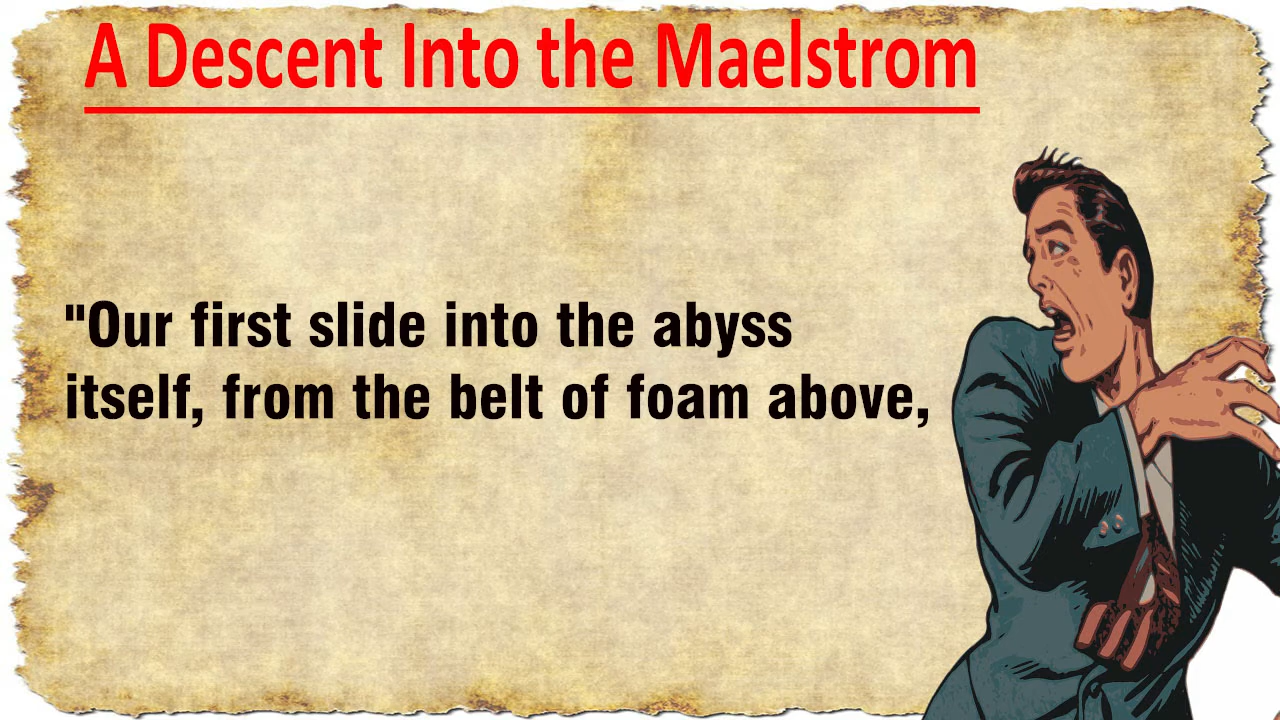 A Descent Into the Maelstrom
"Our first slide into the abyss
itself, from the belt of foam above,